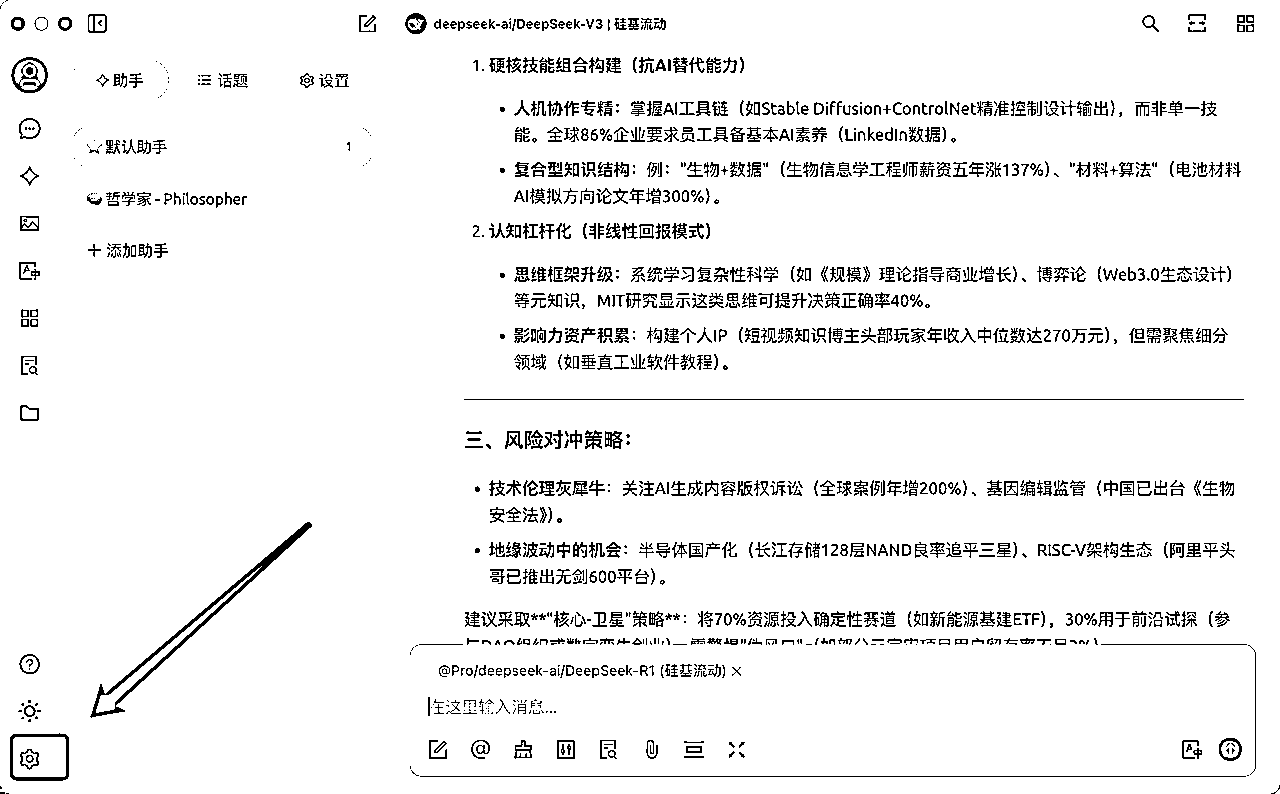 deepseek-ai/DeepSeek-V3 | 硅基流动
助手
话题
设置
默认助手 1
哲学家 - Philosopher
添加助手
1. 硬核技能组合构建（抗AI替代能力）
• 人机协作专精：掌握AI工具链（如Stable Diffusion+ControlNet精准控制设计输出），而非单一技
能。全球86%企业要求员工具备基本AI素养（LinkedIn数据）。
• 复合型知识结构：例："生物+数据"（生物信息学工程师薪资五年涨137%）、"材料+算法"（电池材料
AI模拟方向论文年增300%）。
2. 认知杠杆化（非线性回报模式）
• 思维框架升级：系统学习复杂性科学（如《规模》理论指导商业增长）、博弈论（Web3.0生态设计）
等元知识，MIT研究显示这类思维可提升决策正确率40%。
• 影响力资产积累：构建个人IP（短视频知识博主头部玩家年收入中位数达270万元），但需聚焦细分
领域（如垂直工业软件教程）。
三、风险对冲策略：
• 技术伦理灰犀牛：关注AI生成内容版权诉讼（全球案例年增200%）、基因编辑监管（中国已出台《生物
安全法》）。
• 地缘波动中的机会：半导体国产化（长江存储128层NAND良率追平三星）、RISC-V架构生态（阿里平头
哥已推出无剑600平台）。
建议采取**"核心-卫星"策略**：将70%资源投入确定性赛道（如新能源基建ETF），30%用于前沿试探（参
@Pro/deepseek-ai/DeepSeek-R1 (硅基流动) ×
在这里输入消息...